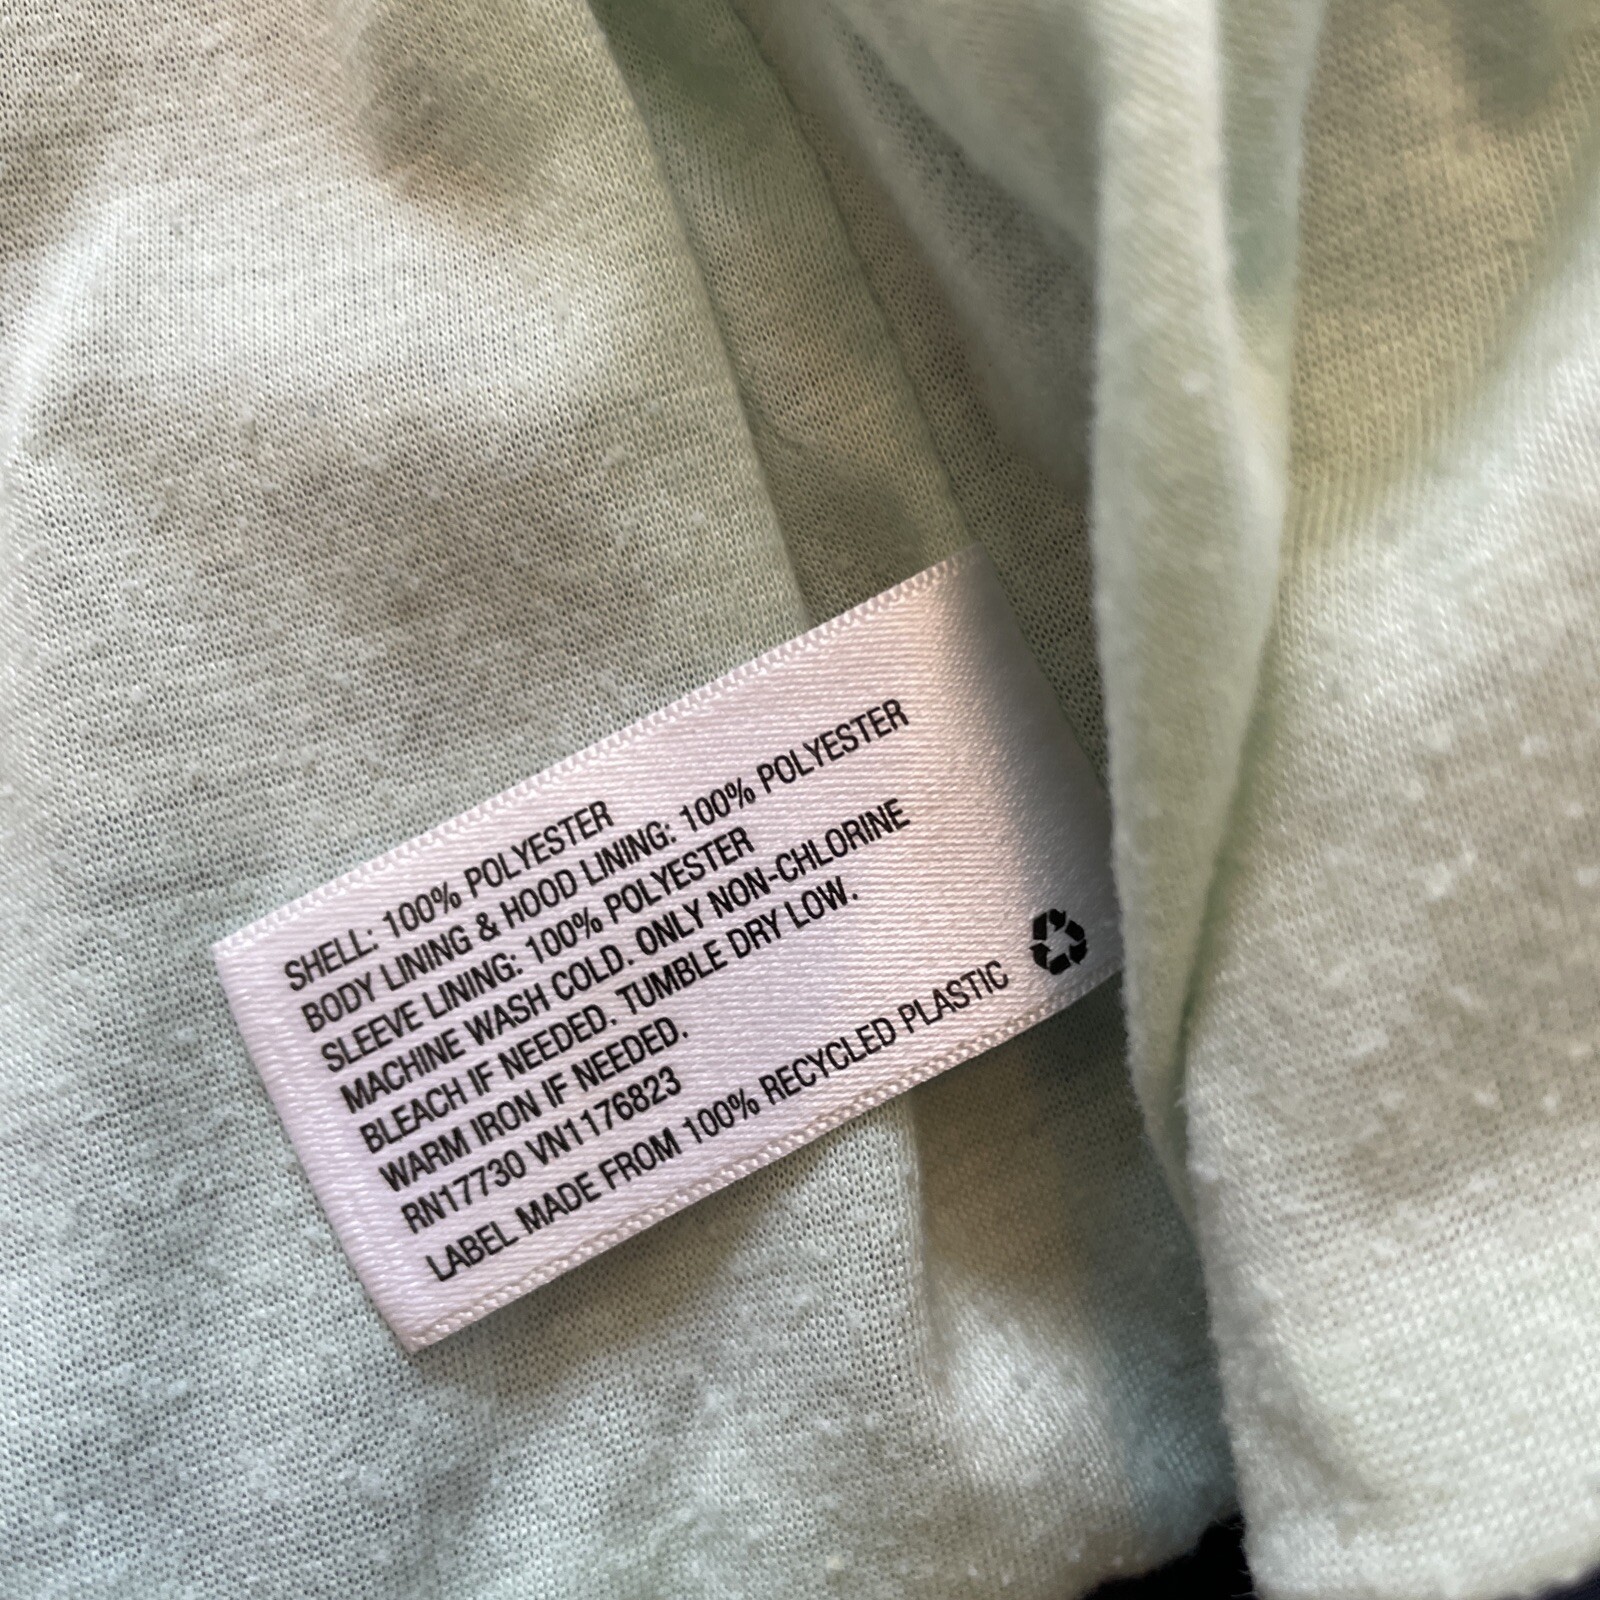 SHELL: 100% POLYESTER
BODY LINING & HOOD LINING: 100% POLYESTER
SLEEVE LINING: 100% POLYESTER
MACHINE WASH COLD. ONLY NON-CHLORINE
BLEACH IF NEEDED. TUMBLE DRY LOW.
WARM IRON IF NEEDED.
RN17730 VN1176823
LABEL MADE FROM 100% RECYCLED PLASTIC